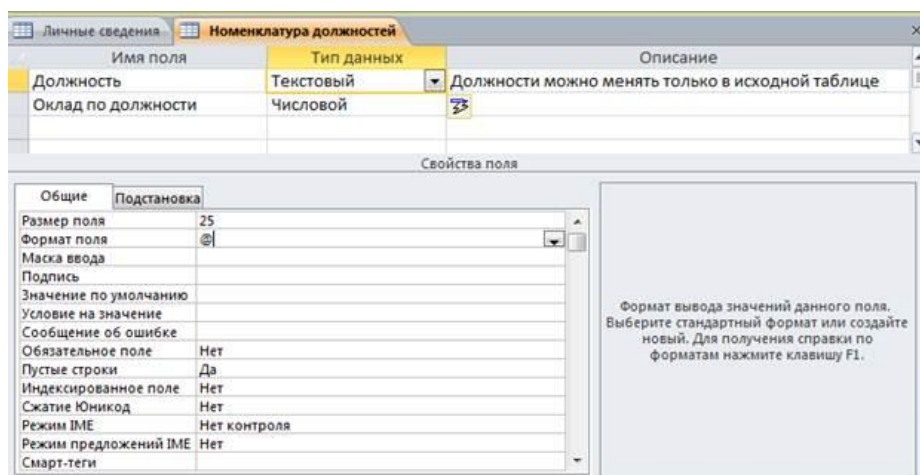 Личные сведения Номенклатура должностей
Имя поля Тип данных Описание
Должность Текстовый Должности можно менять только в исходной таблице
Оклад по должности Числовой
Свойства поля
Общие Подстановка
Размер поля 25
Формат поля @
Маска ввода
Подпись
Значение по умолчанию
Условие на значение
Сообщение об ошибке
Обязательное поле Нет
Пустые строки Да
Индексированное поле Нет
Сжатие Юникод Нет
Режим IME Нет контроля
Режим предложений IME Нет
Смарт-теги
Формат вывода значений данного поля.
Выберите стандартный формат или создайте
новый. Для получения справки по
форматам нажмите клавишу F1.